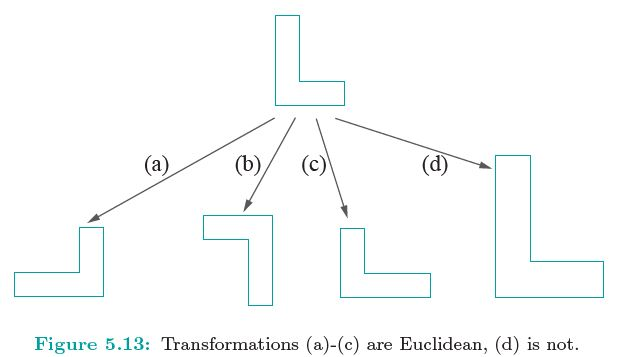 (a) (b) (c) (d)
Figure 5.13: Transformations (a)-(c) are Euclidean, (d) is not.